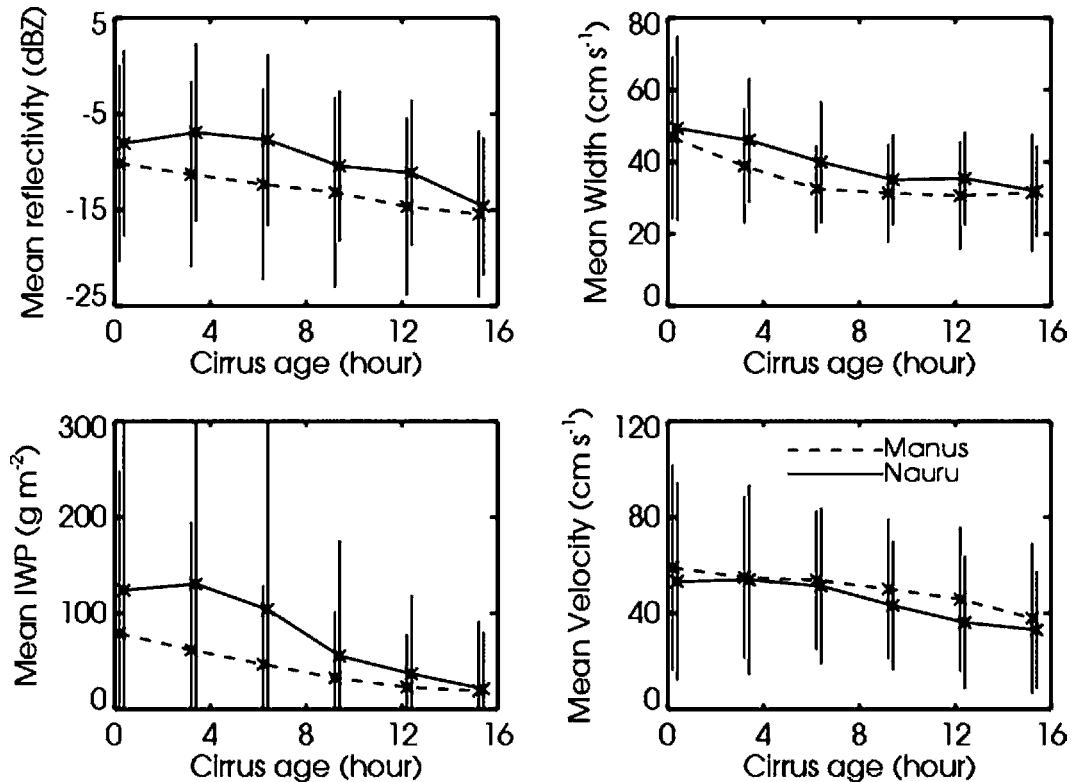 Mean reflectivity (dBZ)
5
-5
-15
-25
0 4 8 12 16
Cirrus age (hour)
Mean Width (cm s⁻¹)
80
60
40
20
0
0 4 8 12 16
Cirrus age (hour)
Mean IWP (g m⁻²)
300
200
100
0
0 4 8 12 16
Cirrus age (hour)
Mean Velocity (cm s⁻¹)
120
80
40
0
Manus
Nauru
0 4 8 12 16
Cirrus age (hour)